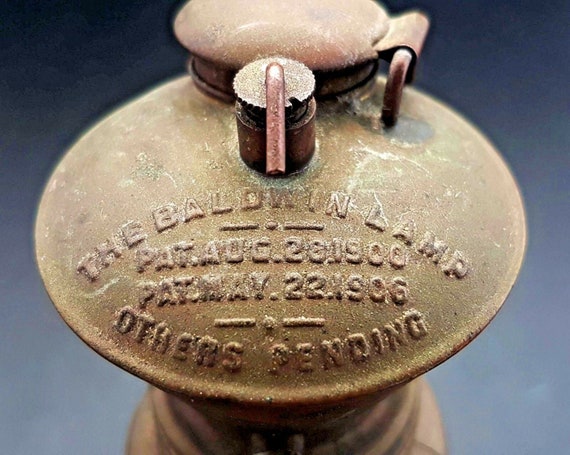 THE BALDWIN LAMP
PAT. AUG. 28.1900
PAT. MAY. 22.1906
OTHERS PENDING